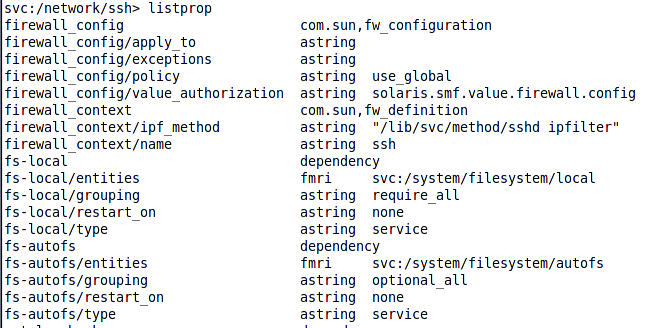 svc:/network/ssh> listprop
firewall_config com.sun,fw_configuration
firewall_config/apply_to astring
firewall_config/exceptions astring
firewall_config/policy astring use_global
firewall_config/value_authorization astring solaris.smf.value.firewall.config
firewall_context com.sun,fw_definition
firewall_context/ipf_method astring "/lib/svc/method/sshd ipfilter"
firewall_context/name astring ssh
fs-local dependency
fs-local/entities fmri svc:/system/filesystem/local
fs-local/grouping astring require_all
fs-local/restart_on astring none
fs-local/type astring service
fs-autofs dependency
fs-autofs/entities fmri svc:/system/filesystem/autofs
fs-autofs/grouping astring optional_all
fs-autofs/restart_on astring none
fs-autofs/type astring service